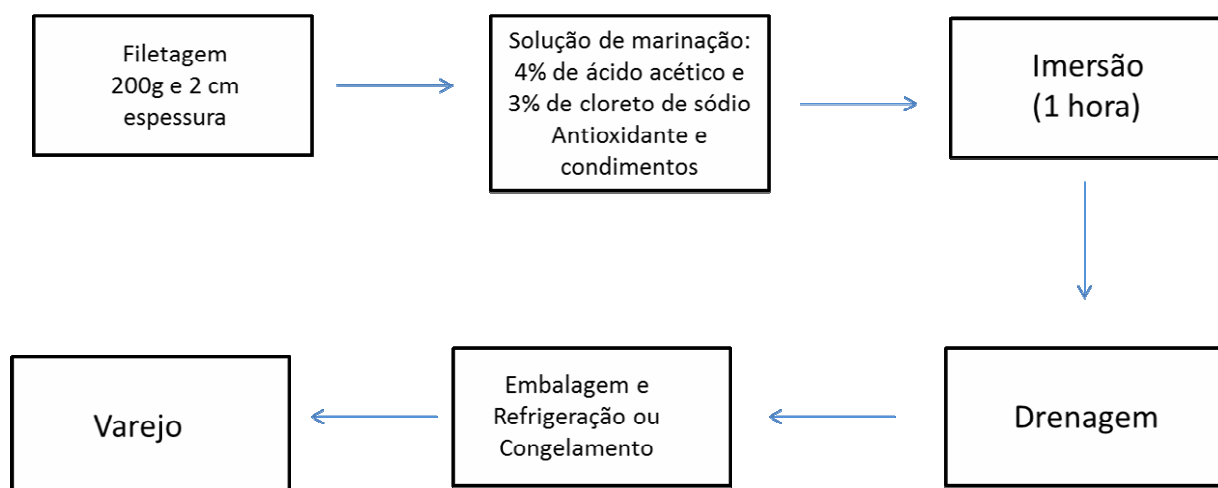 Filetagem
200g e 2 cm
espessura
Solução de marinação:
4% de ácido acético e
3% de cloreto de sódio
Antioxidante e
condimentos
Imersão
(1 hora)
Drenagem
Embalagem e
Refrigeração ou
Congelamento
Varejo